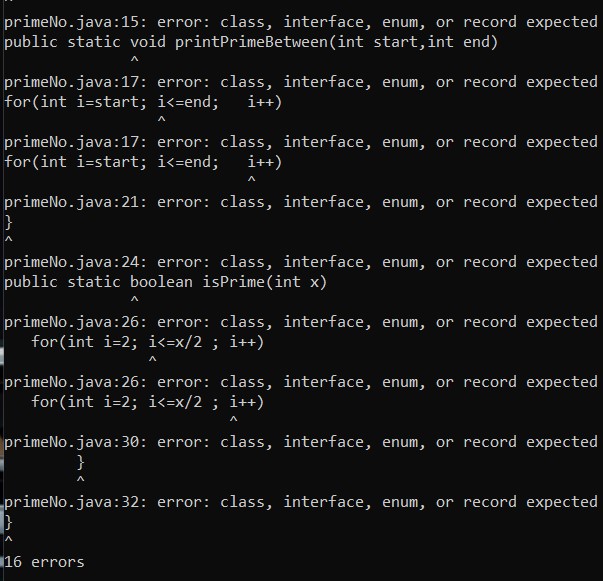 ^
primeNo.java:15: error: class, interface, enum, or record expected
public static void printPrimeBetween(int start,int end)
              ^
primeNo.java:17: error: class, interface, enum, or record expected
for(int i=start; i<=end;   i++)
                 ^
primeNo.java:17: error: class, interface, enum, or record expected
for(int i=start; i<=end;   i++)
                           ^
primeNo.java:21: error: class, interface, enum, or record expected
}
^
primeNo.java:24: error: class, interface, enum, or record expected
public static boolean isPrime(int x)
              ^
primeNo.java:26: error: class, interface, enum, or record expected
   for(int i=2; i<=x/2 ; i++)
                ^
primeNo.java:26: error: class, interface, enum, or record expected
   for(int i=2; i<=x/2 ; i++)
                         ^
primeNo.java:30: error: class, interface, enum, or record expected
        }
        ^
primeNo.java:32: error: class, interface, enum, or record expected
}
^
16 errors